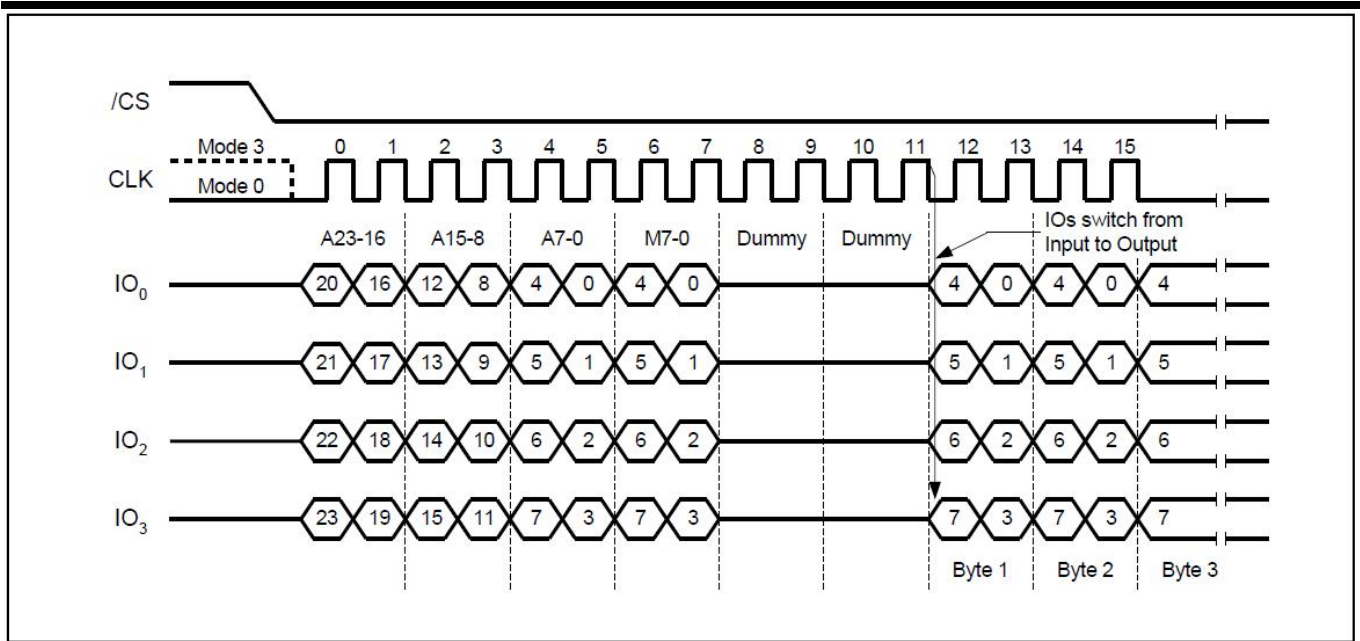 /CS
Mode 3 0 1 2 3 4 5 6 7 8 9 10 11 12 13 14 15
CLK
Mode 0
IOs switch from
Input to Output
A23-16 A15-8 A7-0 M7-0 Dummy Dummy
IO0 20 16 12 8 4 0 4 0 4 0 4 0 4
IO1 21 17 13 9 5 1 5 1 5 1 5 1 5
IO2 22 18 14 10 6 2 6 2 6 2 6 2 6
IO3 23 19 15 11 7 3 7 3 7 3 7 3 7
Byte 1 Byte 2 Byte 3